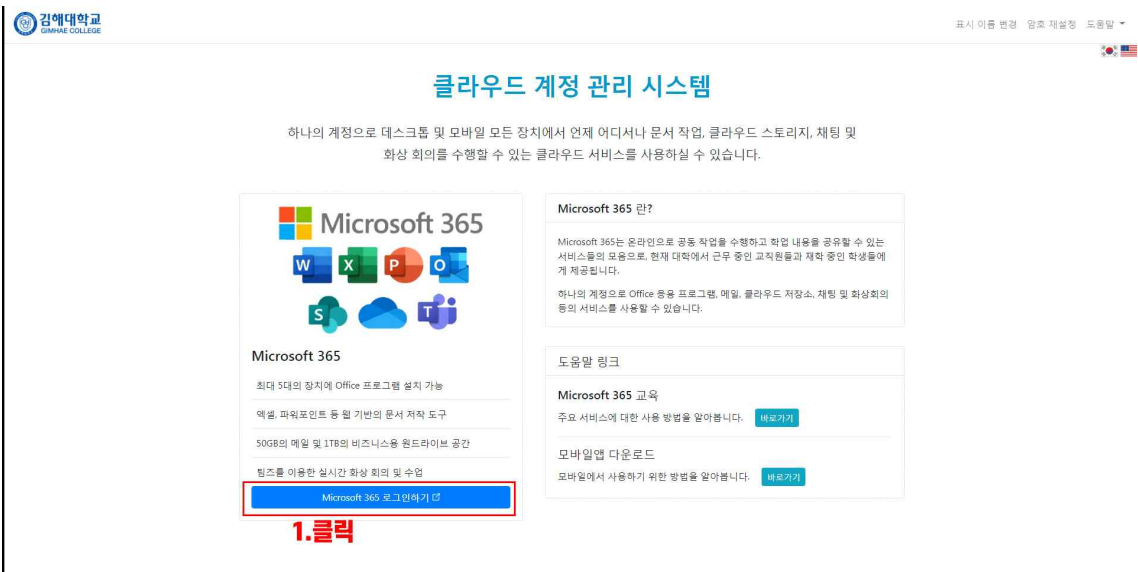 김해대학교
GIMHAE COLLEGE
표시 이름 변경 암호 재설정 도움말
클라우드 계정 관리 시스템
하나의 계정으로 데스크톱 및 모바일 모든 장치에서 언제 어디서나 문서 작업, 클라우드 스토리지, 채팅 및
화상 회의를 수행할 수 있는 클라우드 서비스를 사용하실 수 있습니다.
Microsoft 365
W X P O
S T
Microsoft 365
최대 5대의 장치에 Office 프로그램 설치 가능
엑셀, 파워포인트 등 웹 기반의 문서 저작 도구
50GB의 메일 및 1TB의 비즈니스용 원드라이브 공간
팀즈를 이용한 실시간 화상 회의 및 수업
Microsoft 365 로그인하기
1.클릭
Microsoft 365 란?
Microsoft 365는 온라인으로 공동 작업을 수행하고 학업 내용을 공유할 수 있는
서비스들의 모음으로, 현재 대학에서 근무 중인 교직원들과 재학 중인 학생들에
게 제공됩니다.
하나의 계정으로 Office 응용 프로그램, 메일, 클라우드 저장소, 채팅 및 화상회의
등의 서비스를 사용할 수 있습니다.
도움말 링크
Microsoft 365 교육
주요 서비스에 대한 사용 방법을 알아봅니다. 바로가기
모바일앱 다운로드
모바일에서 사용하기 위한 방법을 알아봅니다. 바로가기